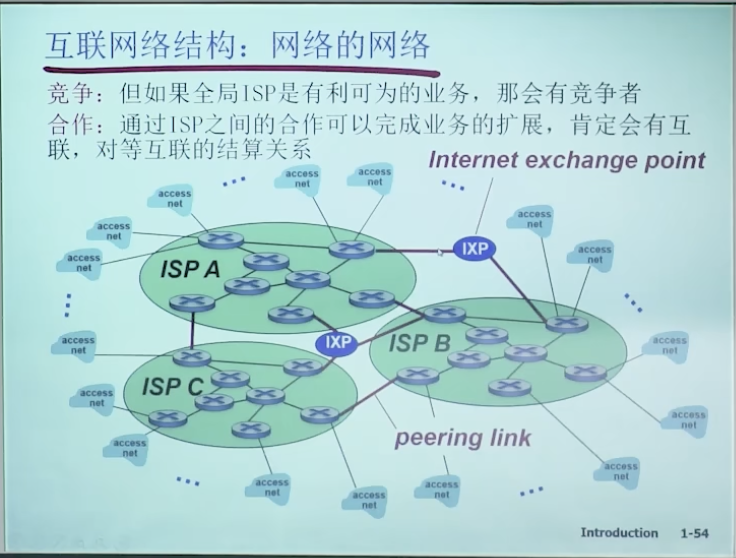 互联网络结构：网络的网络
竞争：但如果全局ISP是有利可为的业务，那会有竞争者
合作：通过ISP之间的合作可以完成业务的扩展，肯定会有互
联，对等互联的结算关系
Internet exchange point
access
net
access
net
access
net
access
net
access
net
access
net
access
net
IXP
ISP A
access
net
IXP
ISP B
access
net
ISP C
access
net
access
net
access
net
peering link
access
net
access
net
access
net
access
net
Introduction 1-54